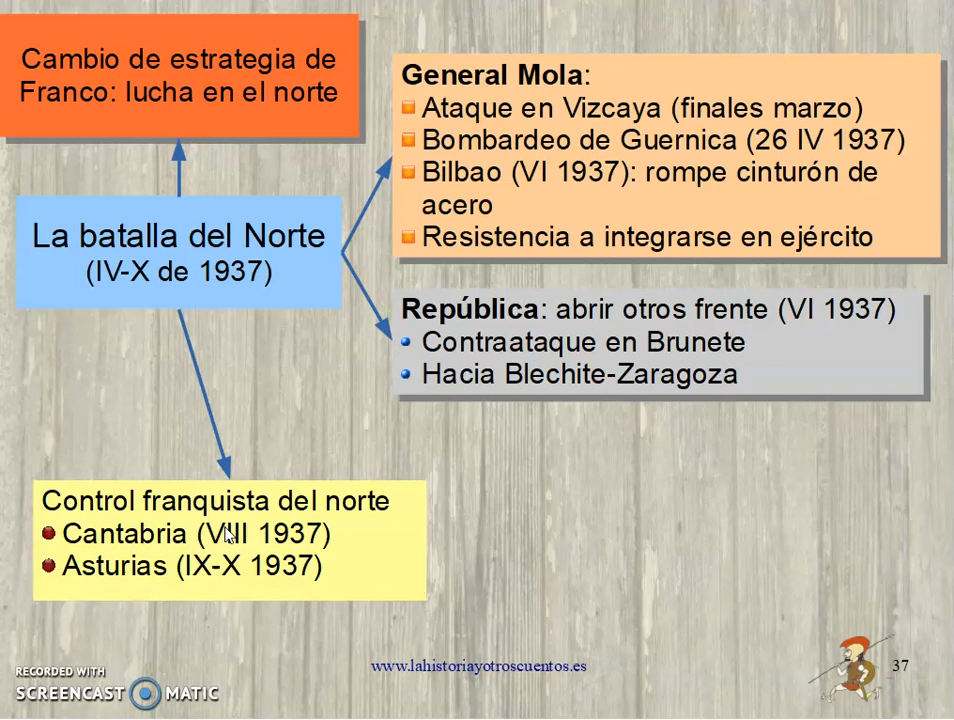 Cambio de estrategia de
Franco: lucha en el norte
General Mola:
Ataque en Vizcaya (finales marzo)
Bombardeo de Guernica (26 IV 1937)
Bilbao (VI 1937): rompe cinturón de
acero
Resistencia a integrarse en ejército
La batalla del Norte
(IV-X de 1937)
República: abrir otros frente (VI 1937)
Contraataque en Brunete
Hacia Blechite-Zaragoza
Control franquista del norte
Cantabria (VIII 1937)
Asturias (IX-X 1937)
www.lahistoriayotroscuentos.es
37
RECORDED WITH
SCREENCAST MATIC